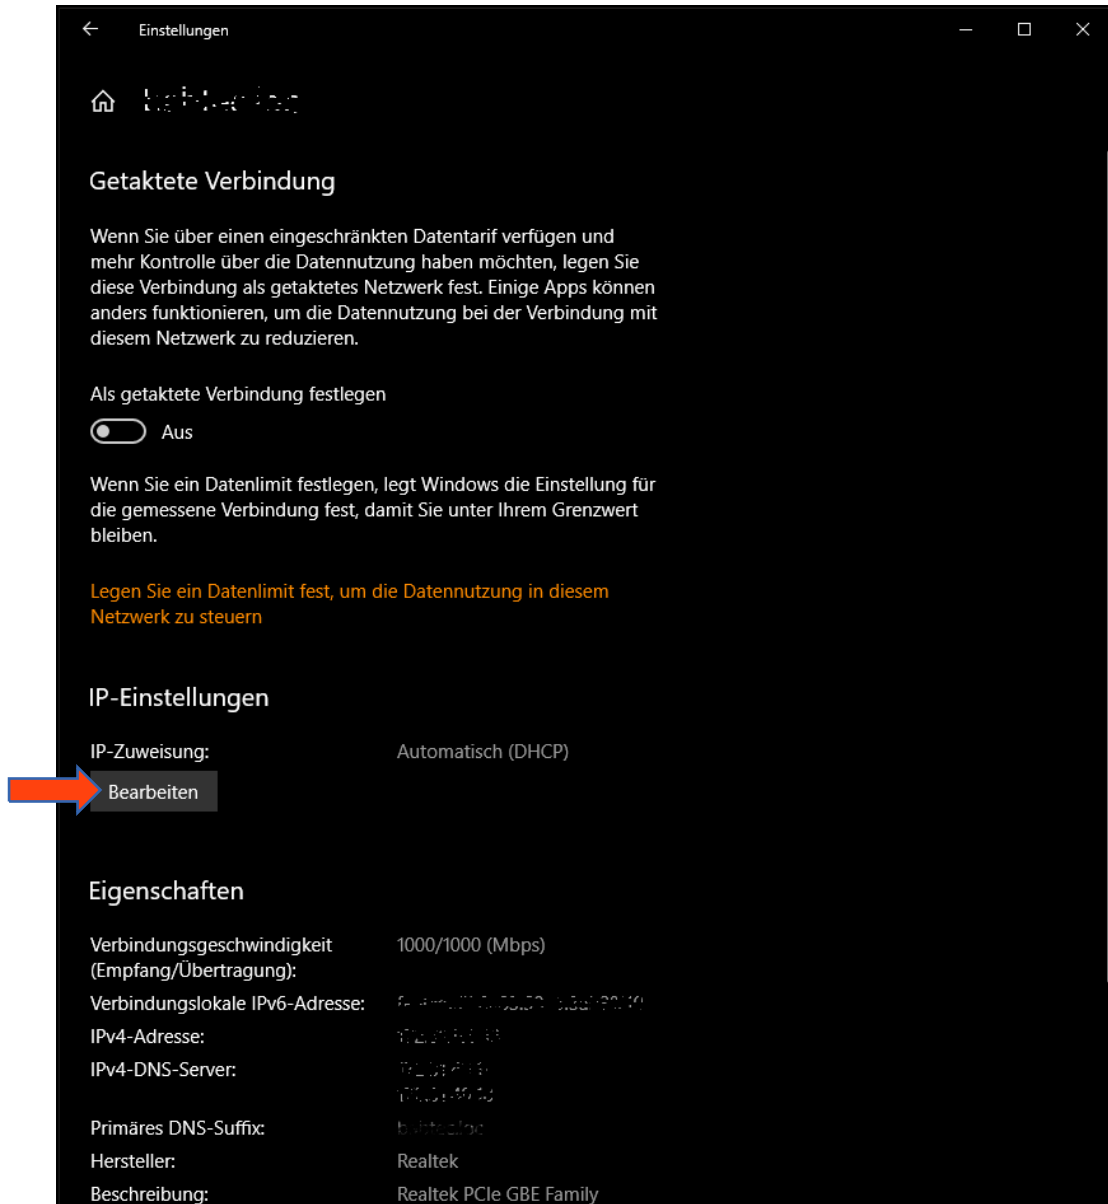 Einstellungen
Getaktete Verbindung
Wenn Sie über einen eingeschränkten Datentarif verfügen und
mehr Kontrolle über die Datennutzung haben möchten, legen Sie
diese Verbindung als getaktetes Netzwerk fest. Einige Apps können
anders funktionieren, um die Datennutzung bei der Verbindung mit
diesem Netzwerk zu reduzieren.
Als getaktete Verbindung festlegen
Aus
Wenn Sie ein Datenlimit festlegen, legt Windows die Einstellung für
die gemessene Verbindung fest, damit Sie unter Ihrem Grenzwert
bleiben.
Legen Sie ein Datenlimit fest, um die Datennutzung in diesem
Netzwerk zu steuern
IP-Einstellungen
IP-Zuweisung: Automatisch (DHCP)
Bearbeiten
Eigenschaften
Verbindungsgeschwindigkeit 1000/1000 (Mbps)
(Empfang/Übertragung):
Verbindungslokale IPv6-Adresse:
IPv4-Adresse:
IPv4-DNS-Server:
Primäres DNS-Suffix:
Hersteller: Realtek
Beschreibung: Realtek PCIe GBE Family